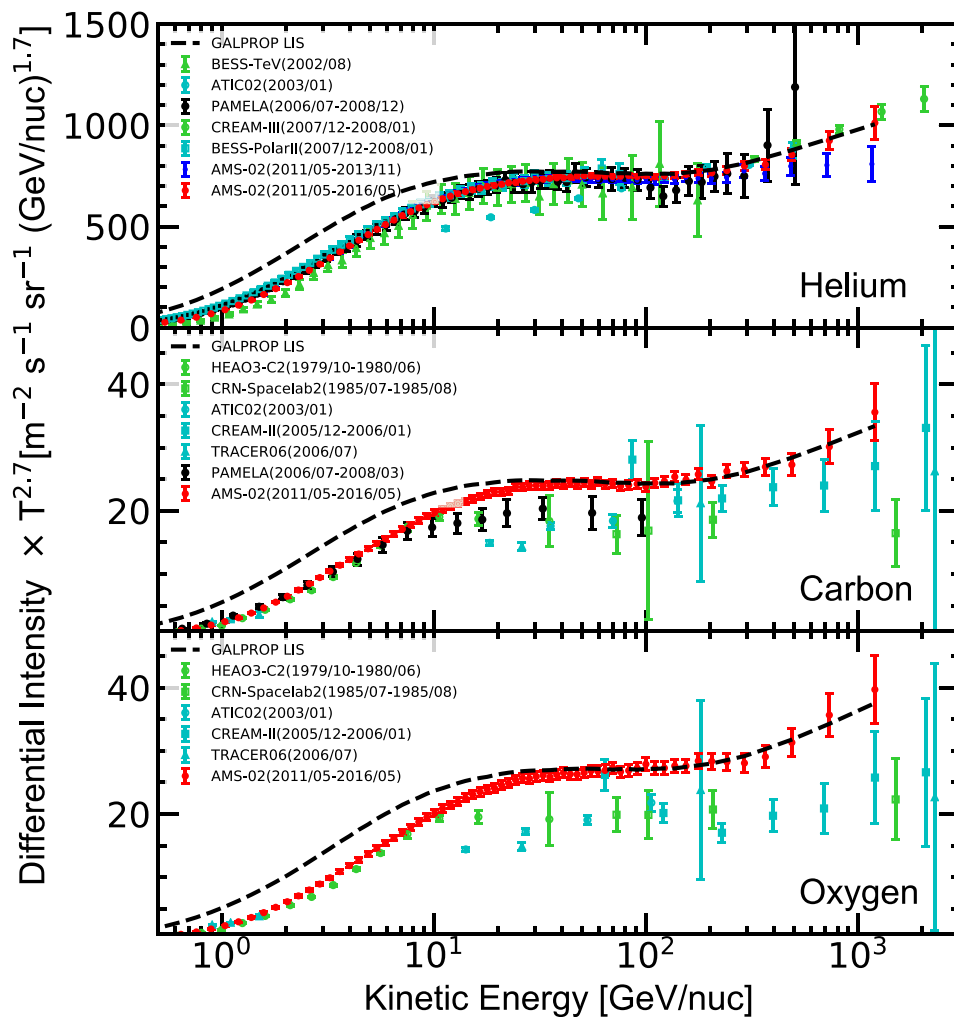 Differential Intensity × T^2.7 [m^−2 s^−1 sr^−1 (GeV/nuc)^1.7
1500
1000
500
0
GALPROP LIS
BESS-TeV(2002/08)
ATIC02(2003/01)
PAMELA(2006/07-2008/12)
CREAM-III(2007/12-2008/01)
BESS-PolarII(2007/12-2008/01)
AMS-02(2011/05-2013/11)
AMS-02(2011/05-2016/05)
Helium
40
20
GALPROP LIS
HEAO3-C2(1979/10-1980/06)
CRN-Spacelab2(1985/07-1985/08)
ATIC02(2003/01)
CREAM-II(2005/12-2006/01)
TRACER06(2006/07)
PAMELA(2006/07-2008/03)
AMS-02(2011/05-2016/05)
Carbon
40
20
GALPROP LIS
HEAO3-C2(1979/10-1980/06)
CRN-Spacelab2(1985/07-1985/08)
ATIC02(2003/01)
CREAM-II(2005/12-2006/01)
TRACER06(2006/07)
AMS-02(2011/05-2016/05)
Oxygen
10^0 10^1 10^2 10^3
Kinetic Energy [GeV/nuc]